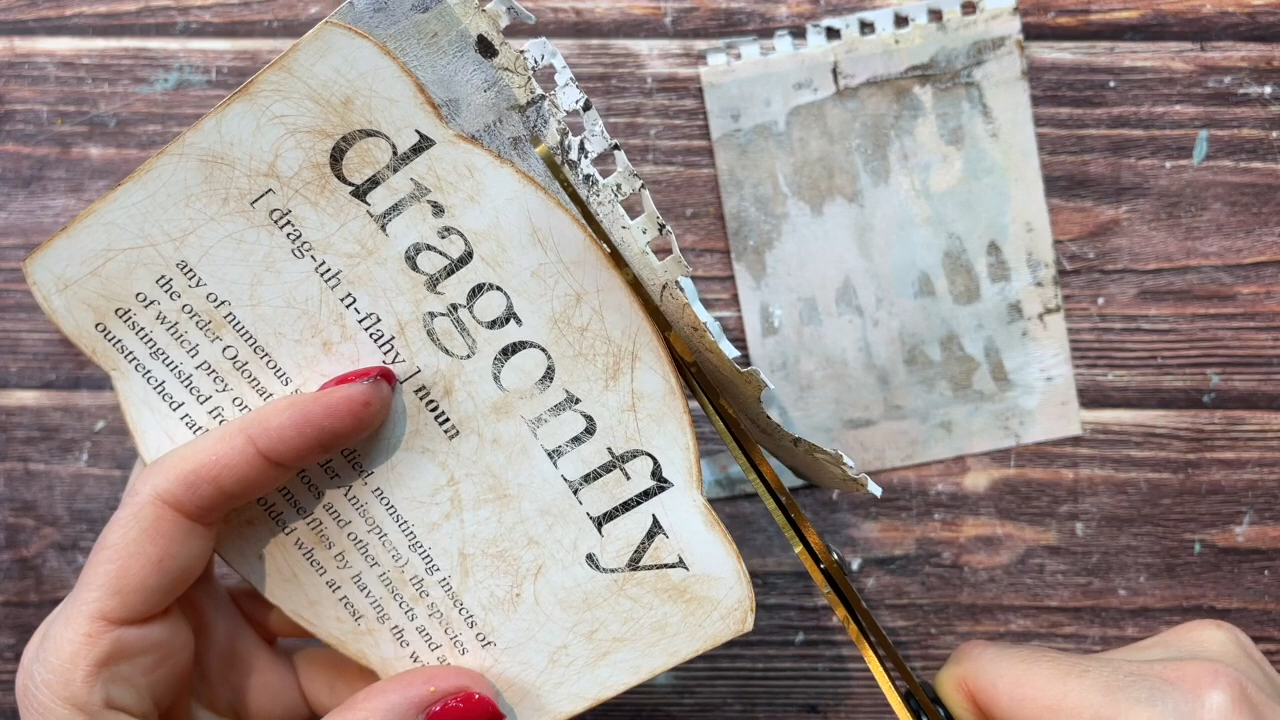 dragonfly
[ drag-uh n-flahy ] noun
any of numerous s died, nonstinging insects of
the order Odonat der Anisoptera), the species
of which prey on toes and other insects and a
distinguished fro mselflies by having the w
outstretched rat olded when at rest.